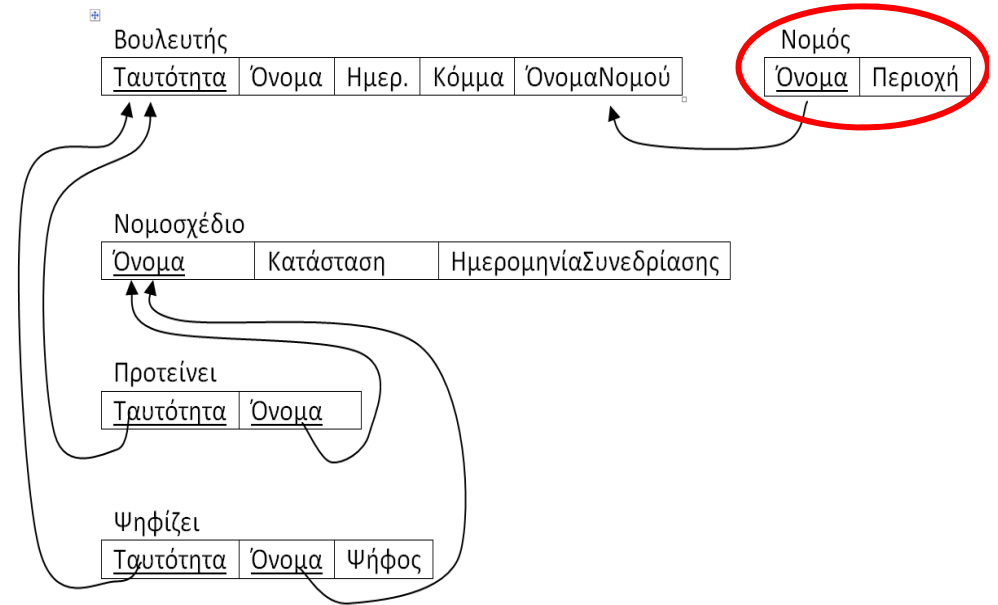 Βουλευτής Νομός
Ταυτότητα Όνομα Ημερ. Κόμμα ΌνομαΝομού Όνομα Περιοχή
Νομοσχέδιο
Όνομα Κατάσταση ΗμερομηνίαΣυνεδρίασης
Προτείνει
Ταυτότητα Όνομα
Ψηφίζει
Ταυτότητα Όνομα Ψήφος